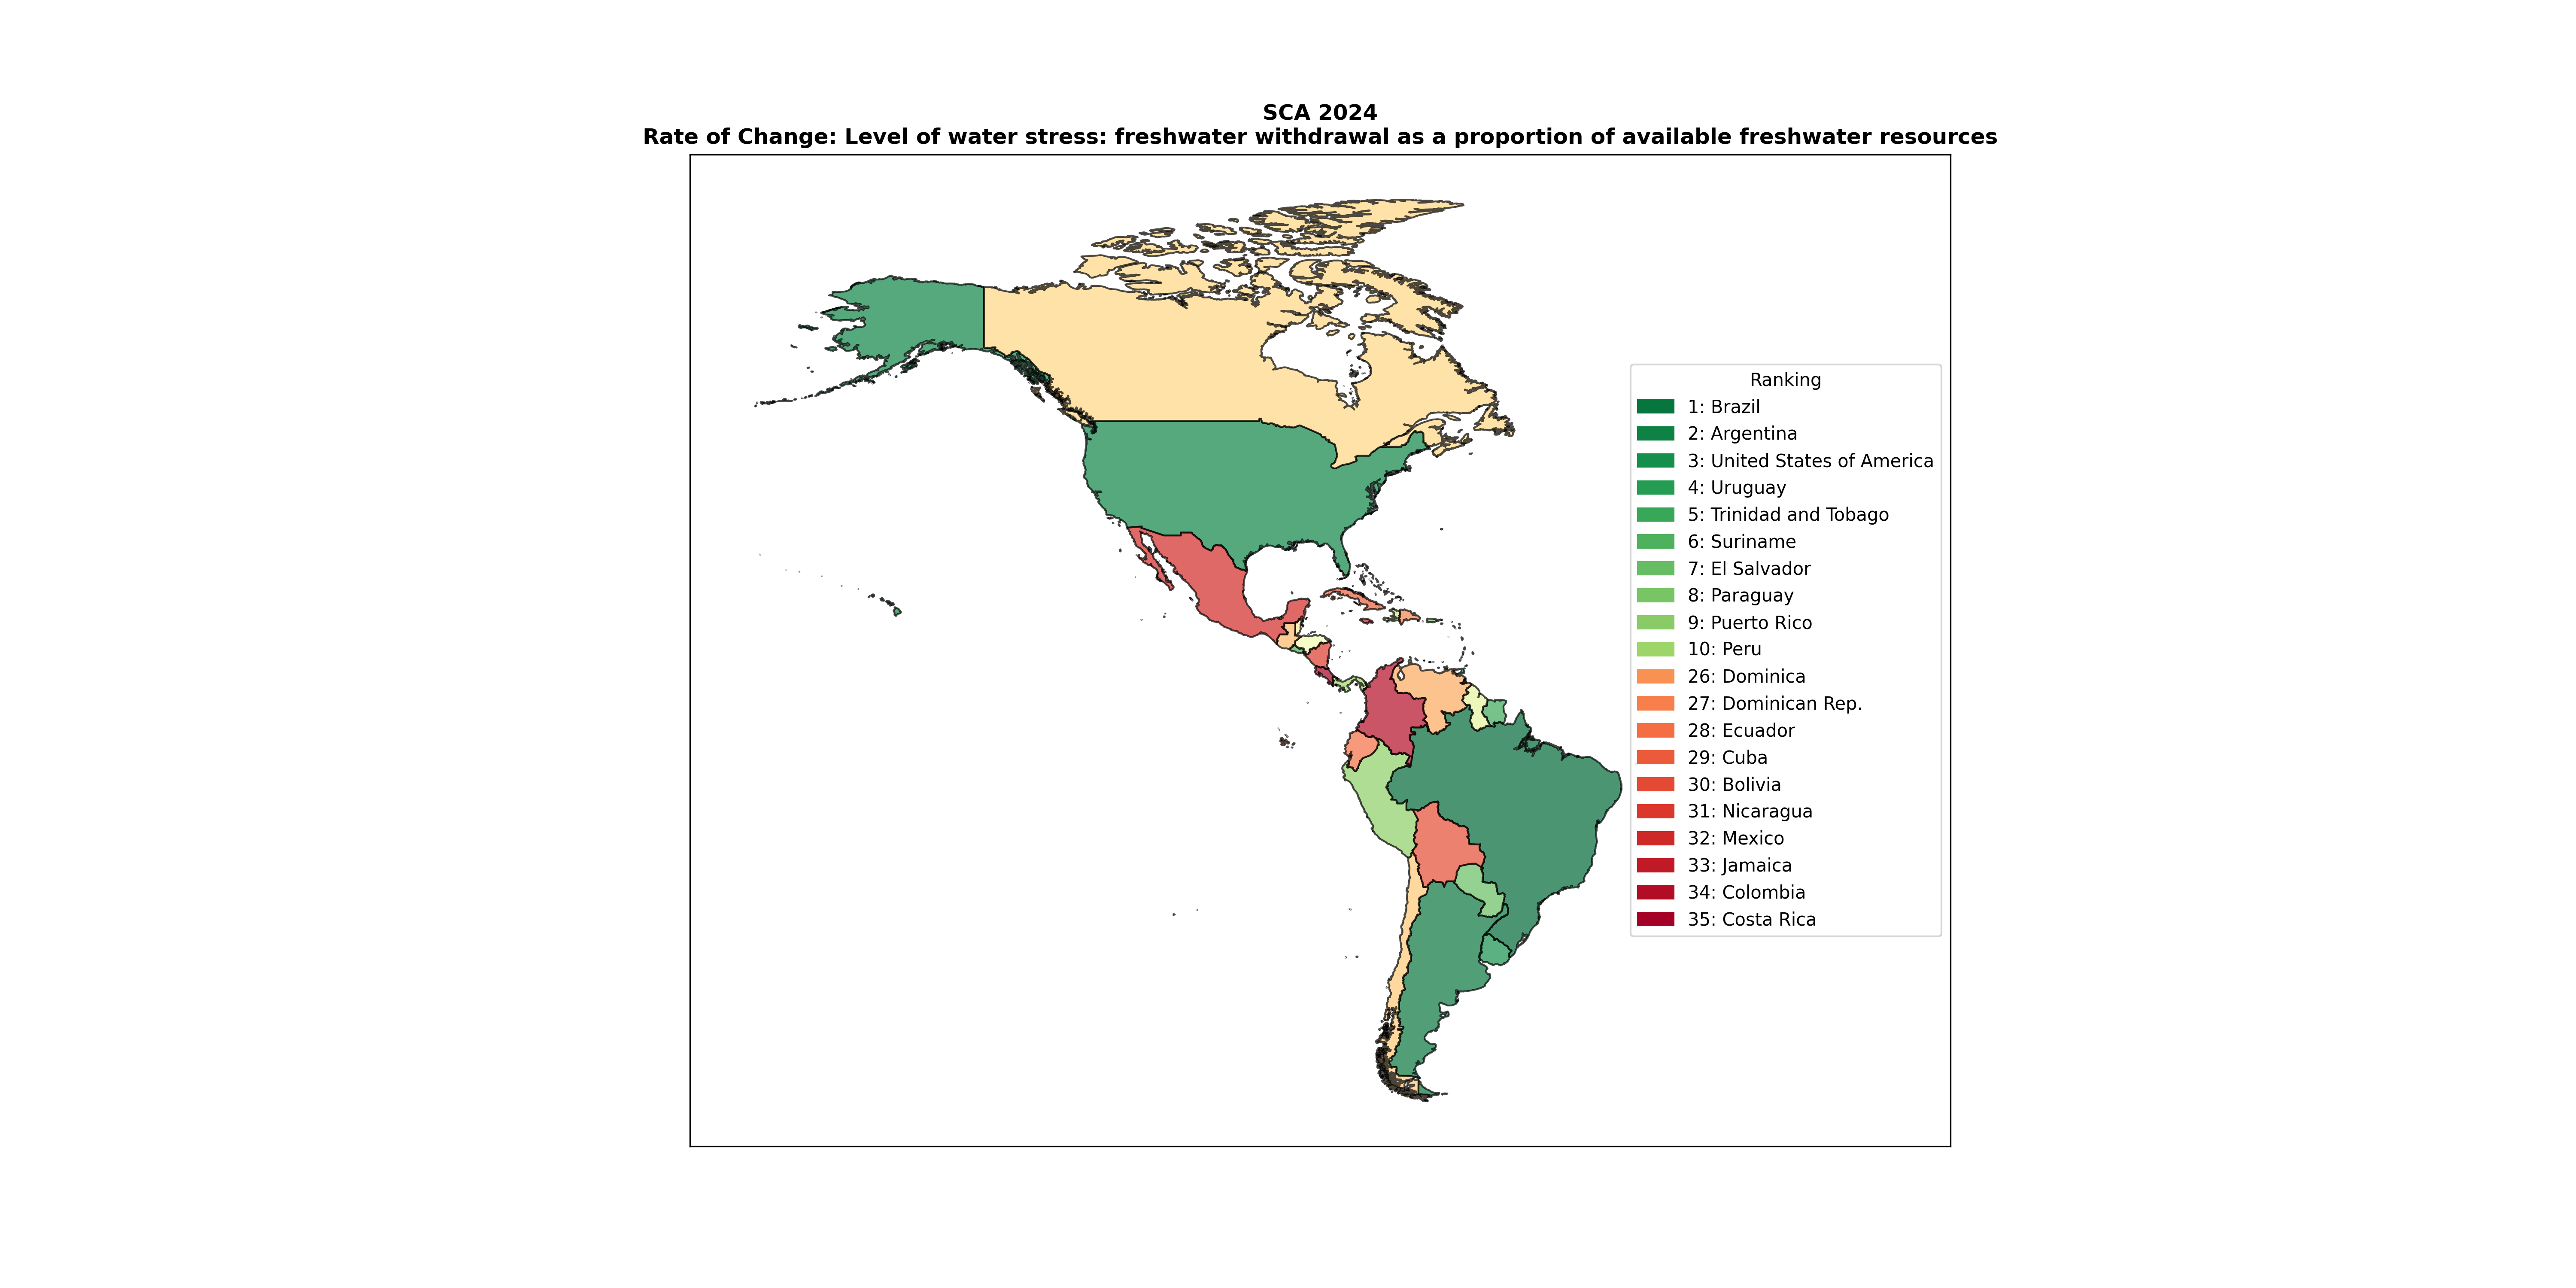 SCA 2024
Rate of Change: Level of water stress: freshwater withdrawal as a proportion of available freshwater resources
Ranking
1: Brazil
2: Argentina
3: United States of America
4: Uruguay
5: Trinidad and Tobago
6: Suriname
7: El Salvador
8: Paraguay
9: Puerto Rico
10: Peru
26: Dominica
27: Dominican Rep.
28: Ecuador
29: Cuba
30: Bolivia
31: Nicaragua
32: Mexico
33: Jamaica
34: Colombia
35: Costa Rica